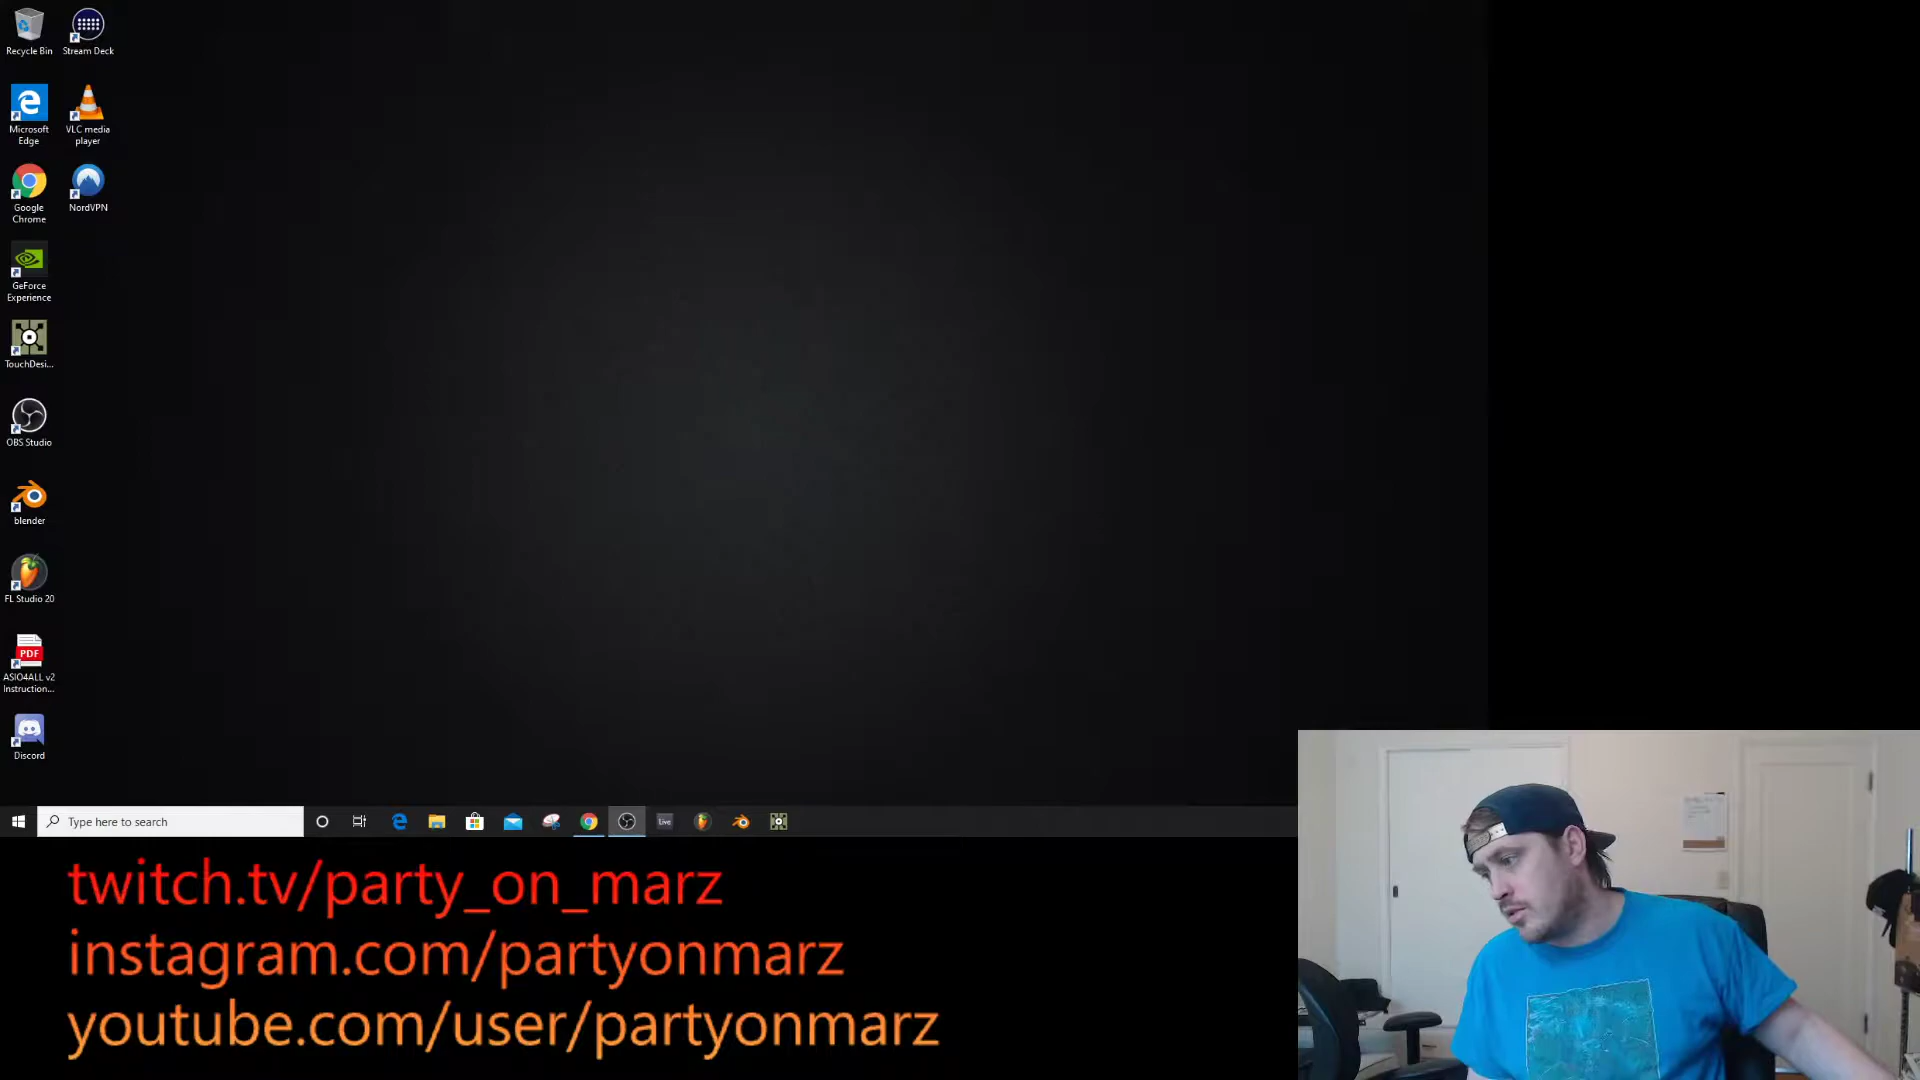 Recycle Bin
Stream Deck
Microsoft
Edge
VLC media
player
Google
Chrome
NordVPN
GeForce
Experience
TouchDesi...
OBS Studio
blender
FL Studio 20
PDF
ASIO4ALL v2
Instruction...
Discord
Type here to search
Live
twitch.tv/party_on_marz
instagram.com/partyonmarz
youtube.com/user/partyonmarz